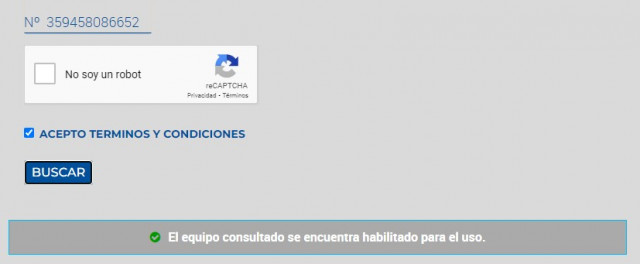 Nº 359458086652
No soy un robot
reCAPTCHA
Privacidad - Términos
ACEPTO TERMINOS Y CONDICIONES
BUSCAR
El equipo consultado se encuentra habilitado para el uso.